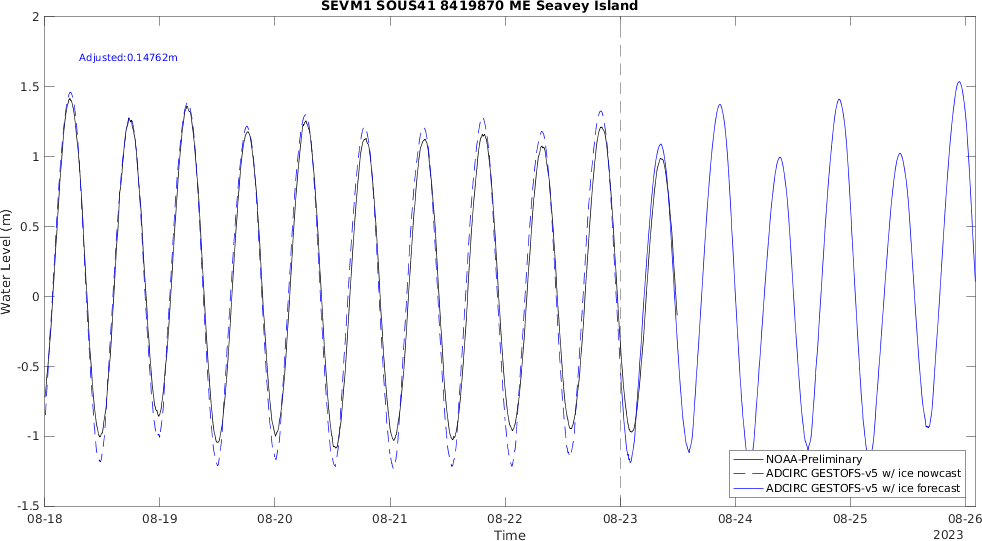 SEVM1 SOUS41 8419870 ME Seavey Island
Adjusted:0.14762m
2
1.5
1
0.5
0
-0.5
-1
-1.5
Water Level (m)
NOAA-Preliminary
ADCIRC GESTOFS-v5 w/ ice nowcast
ADCIRC GESTOFS-v5 w/ ice forecast
08-18 08-19 08-20 08-21 08-22 08-23 08-24 08-25 08-26
Time
2023